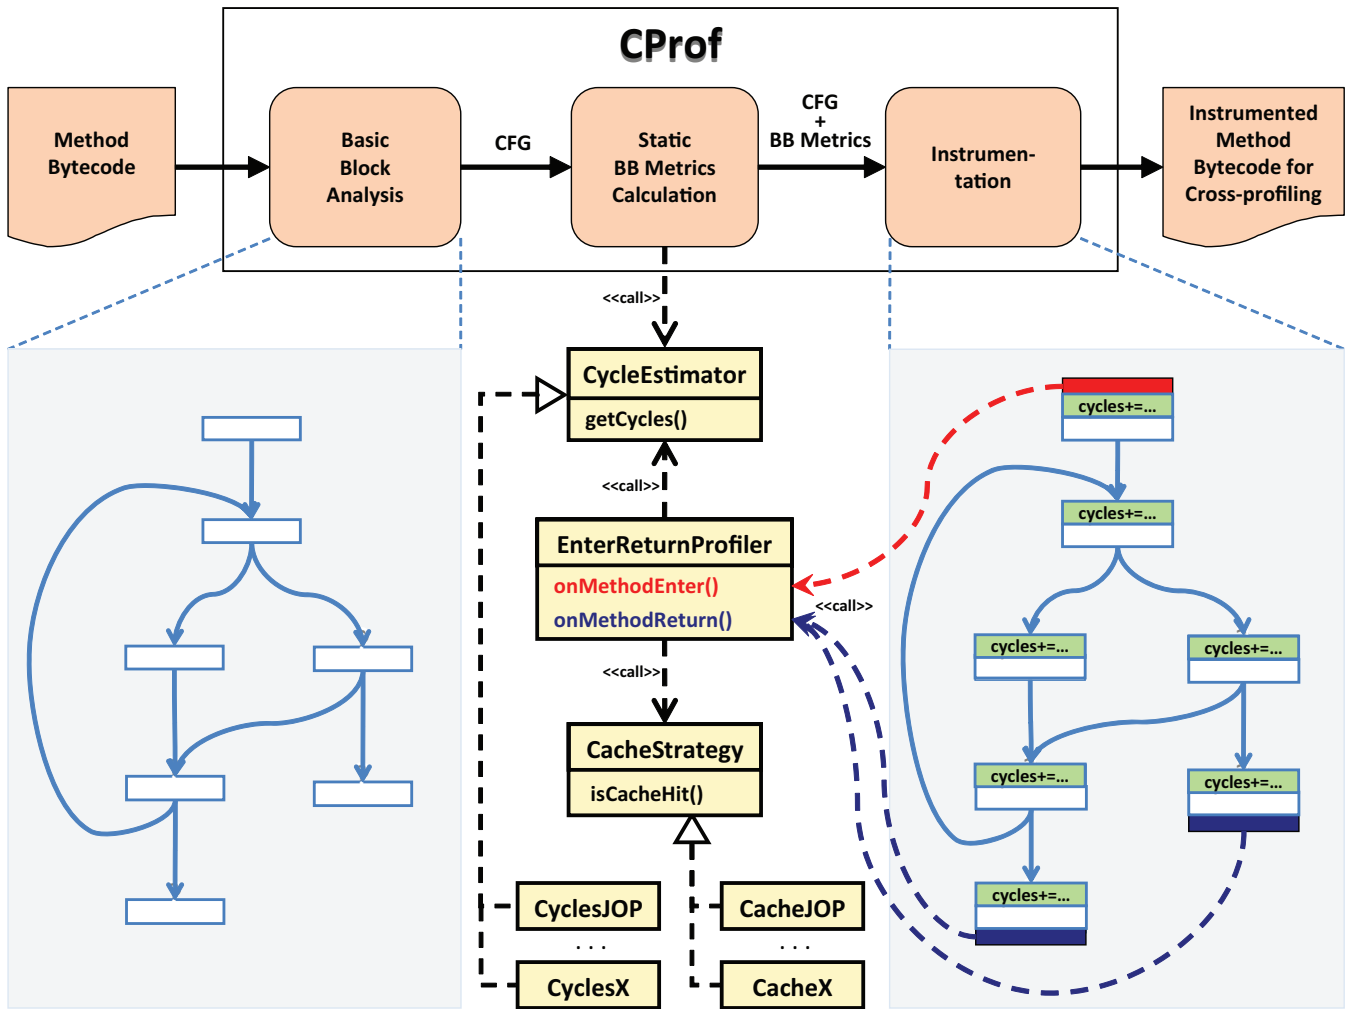 CProf
Method
Bytecode
Basic
Block
Analysis
CFG
Static
BB Metrics
Calculation
CFG
+
BB Metrics
Instrumen-
tation
Instrumented
Method
Bytecode for
Cross-profiling
<<call>>
CycleEstimator
getCycles()
<<call>>
EnterReturnProfiler
onMethodEnter()
onMethodReturn()
<<call>>
<<call>>
CacheStrategy
isCacheHit()
CyclesJOP
. . .
CyclesX
CacheJOP
. . .
CacheX
cycles+=...
cycles+=...
cycles+=...
cycles+=...
cycles+=...
cycles+=...
cycles+=...